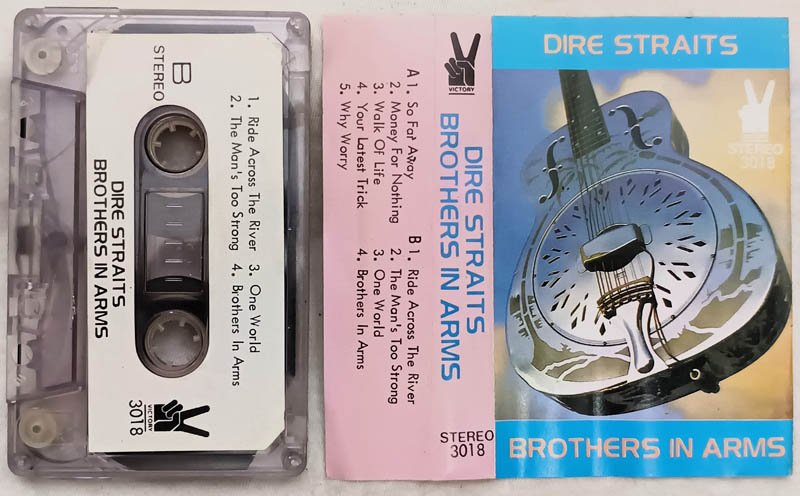 B
STEREO
1. Ride Across The River 3. One World
2. The Man's Too Strong 4. Brothers In Arms
DIRE STRAITS
BROTHERS IN ARMS
VICTORY
3018
VICTORY
A 1. So Fat Away
2. Money For Nothing
3. Walk Of Life
4. Your Latest Trick
5. Why Worry
B 1. Ride Across The River
2. The Man's Too Strong
3. One World
4. Brothers In Arms
DIRE STRAITS
BROTHERS IN ARMS
STEREO
3018
DIRE STRAITS
STEREO
3018
BROTHERS IN ARMS